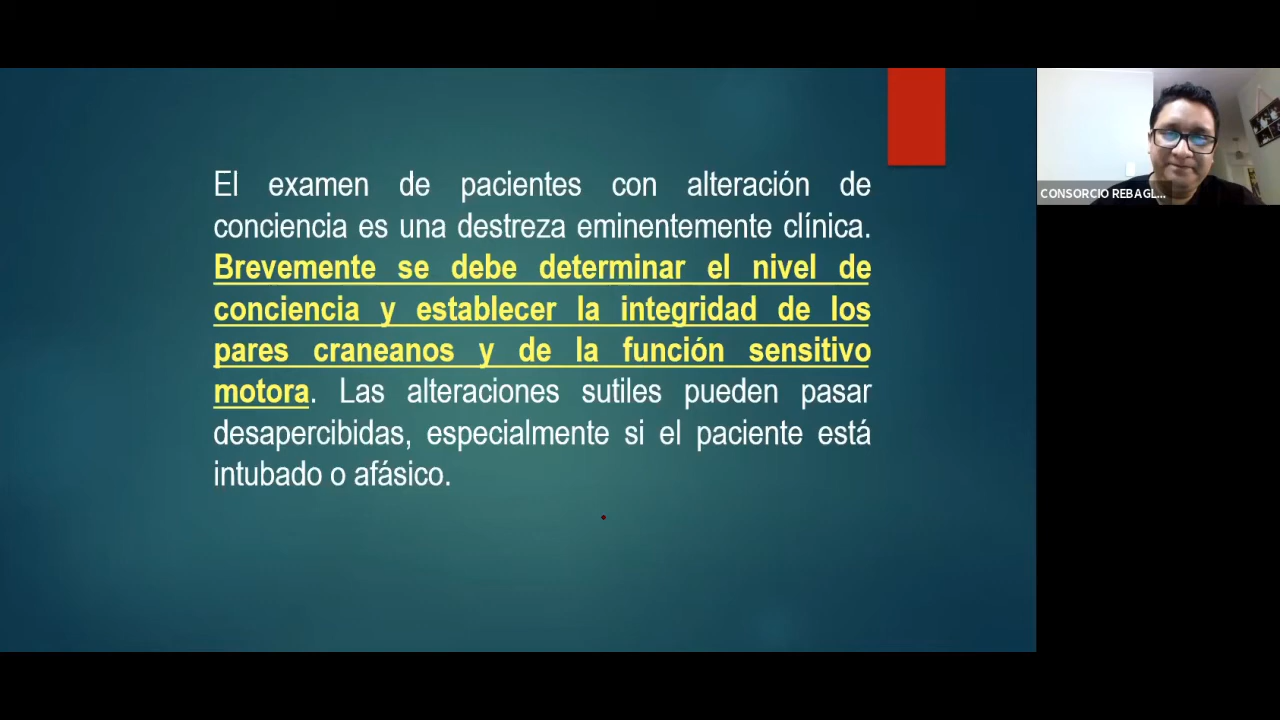 El examen de pacientes con alteración de
conciencia es una destreza eminentemente clínica.
Brevemente se debe determinar el nivel de
conciencia y establecer la integridad de los
pares craneanos y de la función sensitivo
motora. Las alteraciones sutiles pueden pasar
desapercibidas, especialmente si el paciente está
intubado o afásico.
CONSORCIO REBAGL...